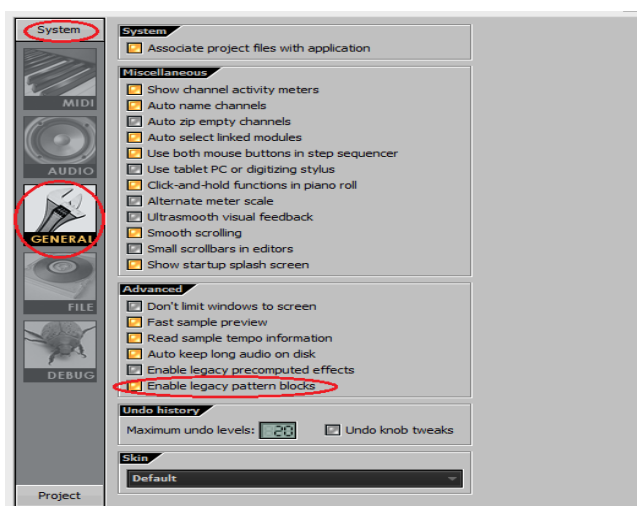 System
MIDI
AUDIO
GENERAL
FILE
DEBUG
Project
System
Associate project files with application
Miscellaneous
Show channel activity meters
Auto name channels
Auto zip empty channels
Auto select linked modules
Use both mouse buttons in step sequencer
Use tablet PC or digitizing stylus
Click-and-hold functions in piano roll
Alternate meter scale
Ultrasmooth visual feedback
Smooth scrolling
Small scrollbars in editors
Show startup splash screen
Advanced
Don't limit windows to screen
Fast sample preview
Read sample tempo information
Auto keep long audio on disk
Enable legacy precomputed effects
Enable legacy pattern blocks
Undo history
Maximum undo levels: 20 Undo knob tweaks
Skin
Default